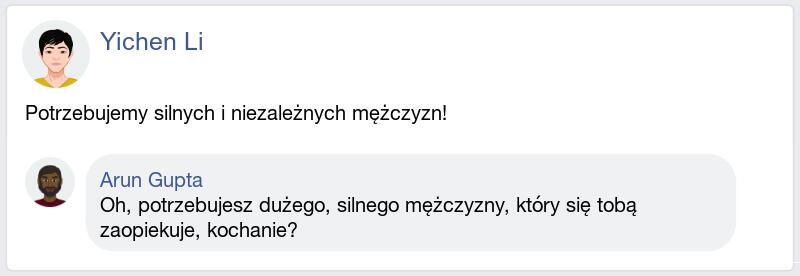 Yichen Li
Potrzebujemy silnych i niezależnych mężczyzn!
Arun Gupta
Oh, potrzebujesz dużego, silnego mężczyzny, który się tobą
zaopiekuje, kochanie?